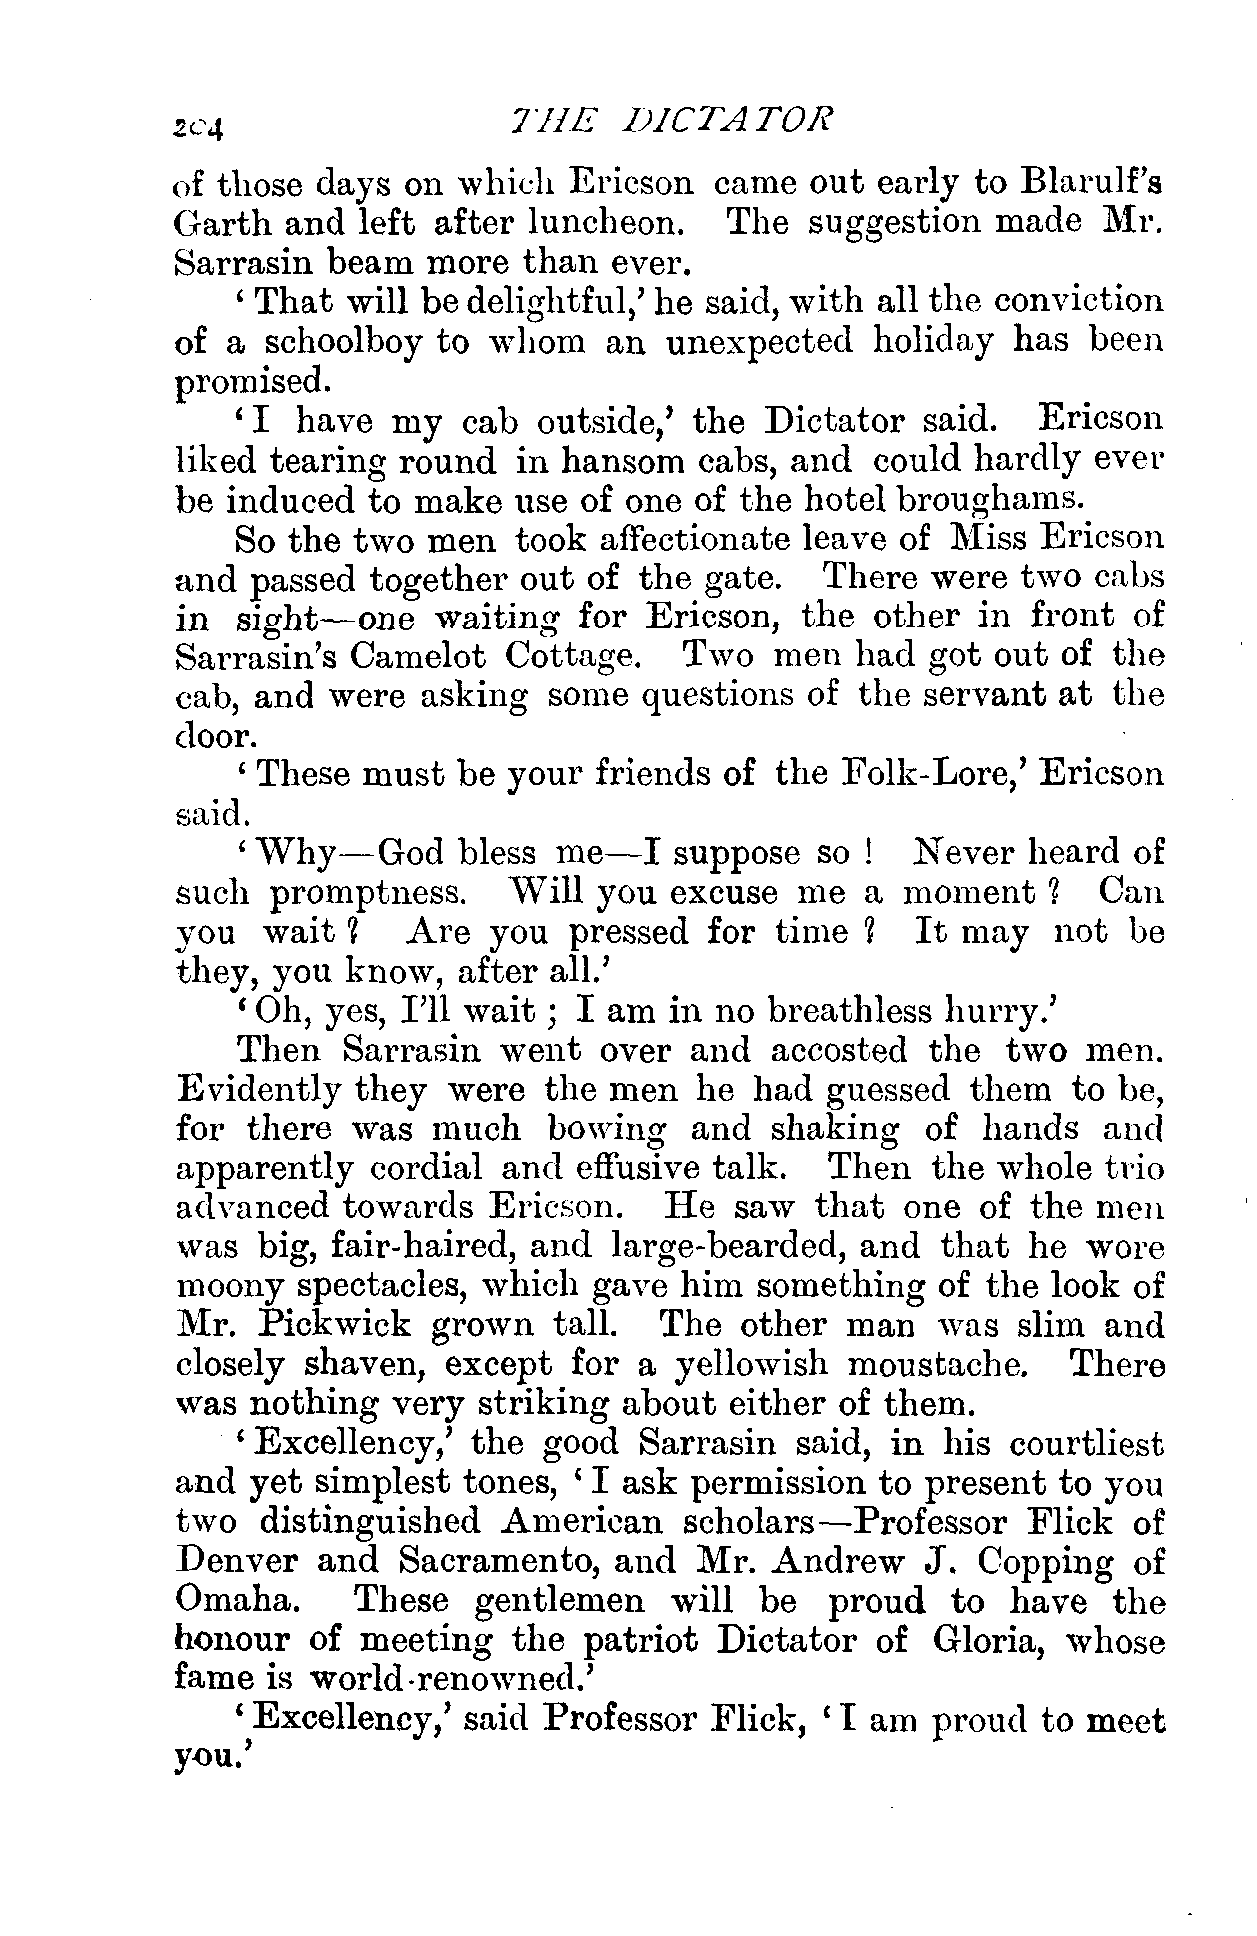 204 THE DICTATOR
of those days on which Ericson came out early to Blarulf's
Garth and left after luncheon. The suggestion made Mr.
Sarrasin beam more than ever.
‘That will be delightful,’ he said, with all the conviction
of a schoolboy to whom an unexpected holiday has been
promised.
‘I have my cab outside,’ the Dictator said. Ericson
liked tearing round in hansom cabs, and could hardly ever
be induced to make use of one of the hotel broughams.
So the two men took affectionate leave of Miss Ericson
and passed together out of the gate. There were two cabs
in sight—one waiting for Ericson, the other in front of
Sarrasin's Camelot Cottage. Two men had got out of the
cab, and were asking some questions of the servant at the
door.
‘These must be your friends of the Folk-Lore,’ Ericson
said.
‘Why—God bless me—I suppose so ! Never heard of
such promptness. Will you excuse me a moment ? Can
you wait ? Are you pressed for time ? It may not be
they, you know, after all.’
‘Oh, yes, I'll wait ; I am in no breathless hurry.’
Then Sarrasin went over and accosted the two men.
Evidently they were the men he had guessed them to be,
for there was much bowing and shaking of hands and
apparently cordial and effusive talk. Then the whole trio
advanced towards Ericson. He saw that one of the men
was big, fair-haired, and large-bearded, and that he wore
moony spectacles, which gave him something of the look of
Mr. Pickwick grown tall. The other man was slim and
closely shaven, except for a yellowish moustache. There
was nothing very striking about either of them.
‘Excellency,’ the good Sarrasin said, in his courtliest
and yet simplest tones, ‘I ask permission to present to you
two distinguished American scholars—Professor Flick of
Denver and Sacramento, and Mr. Andrew J. Copping of
Omaha. These gentlemen will be proud to have the
honour of meeting the patriot Dictator of Gloria, whose
fame is world-renowned.’
‘Excellency,’ said Professor Flick, ‘I am proud to meet
you.’